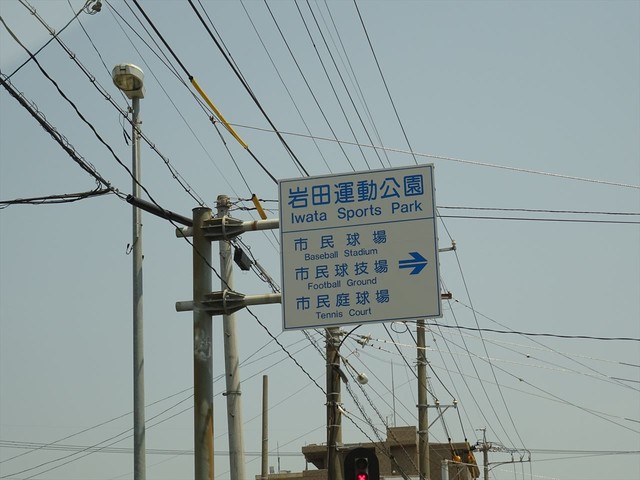 岩田運動公園
Iwata Sports Park
市民球場
Baseball Stadium
市民球技場
Football Ground
市民庭球場
Tennis Court